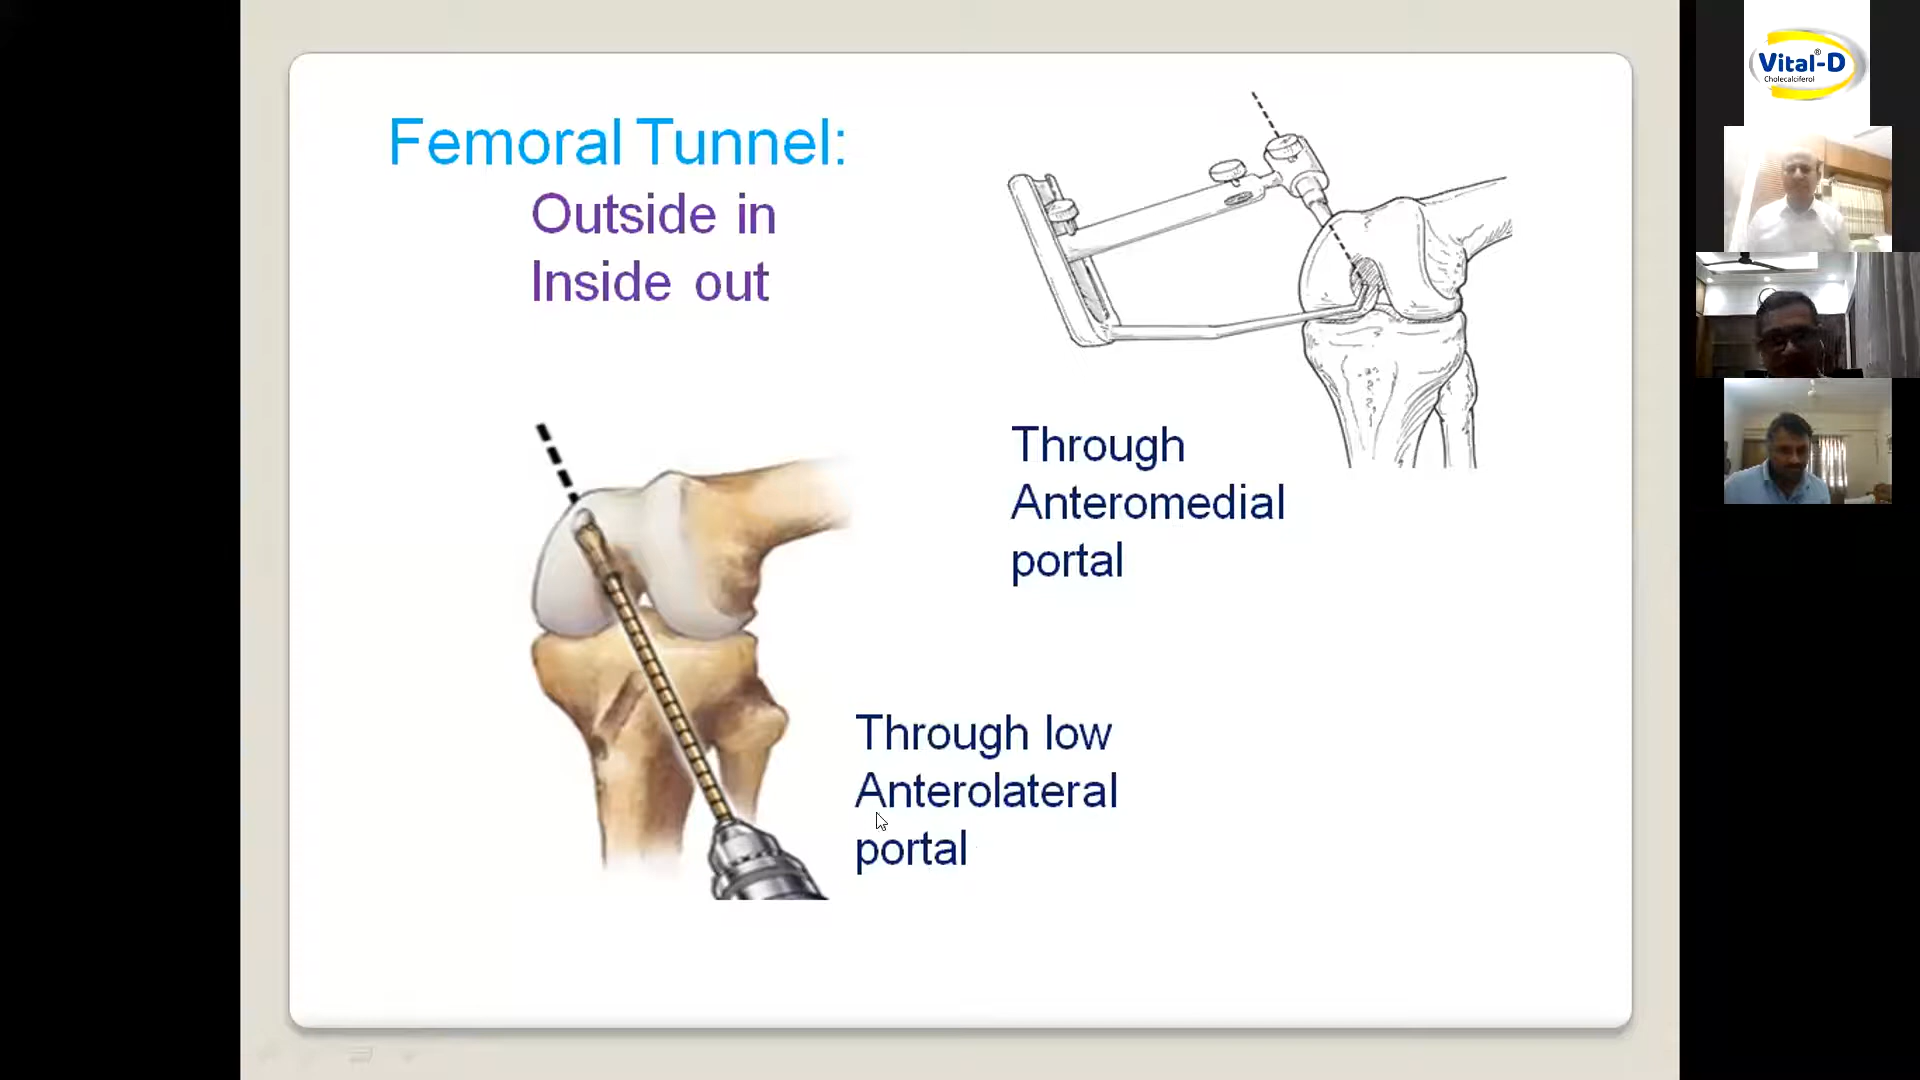 Femoral Tunnel:
Outside in
Inside out
Through
Anteromedial
portal
Through low
Anterolateral
portal
Vital-D®
Cholecalciferol